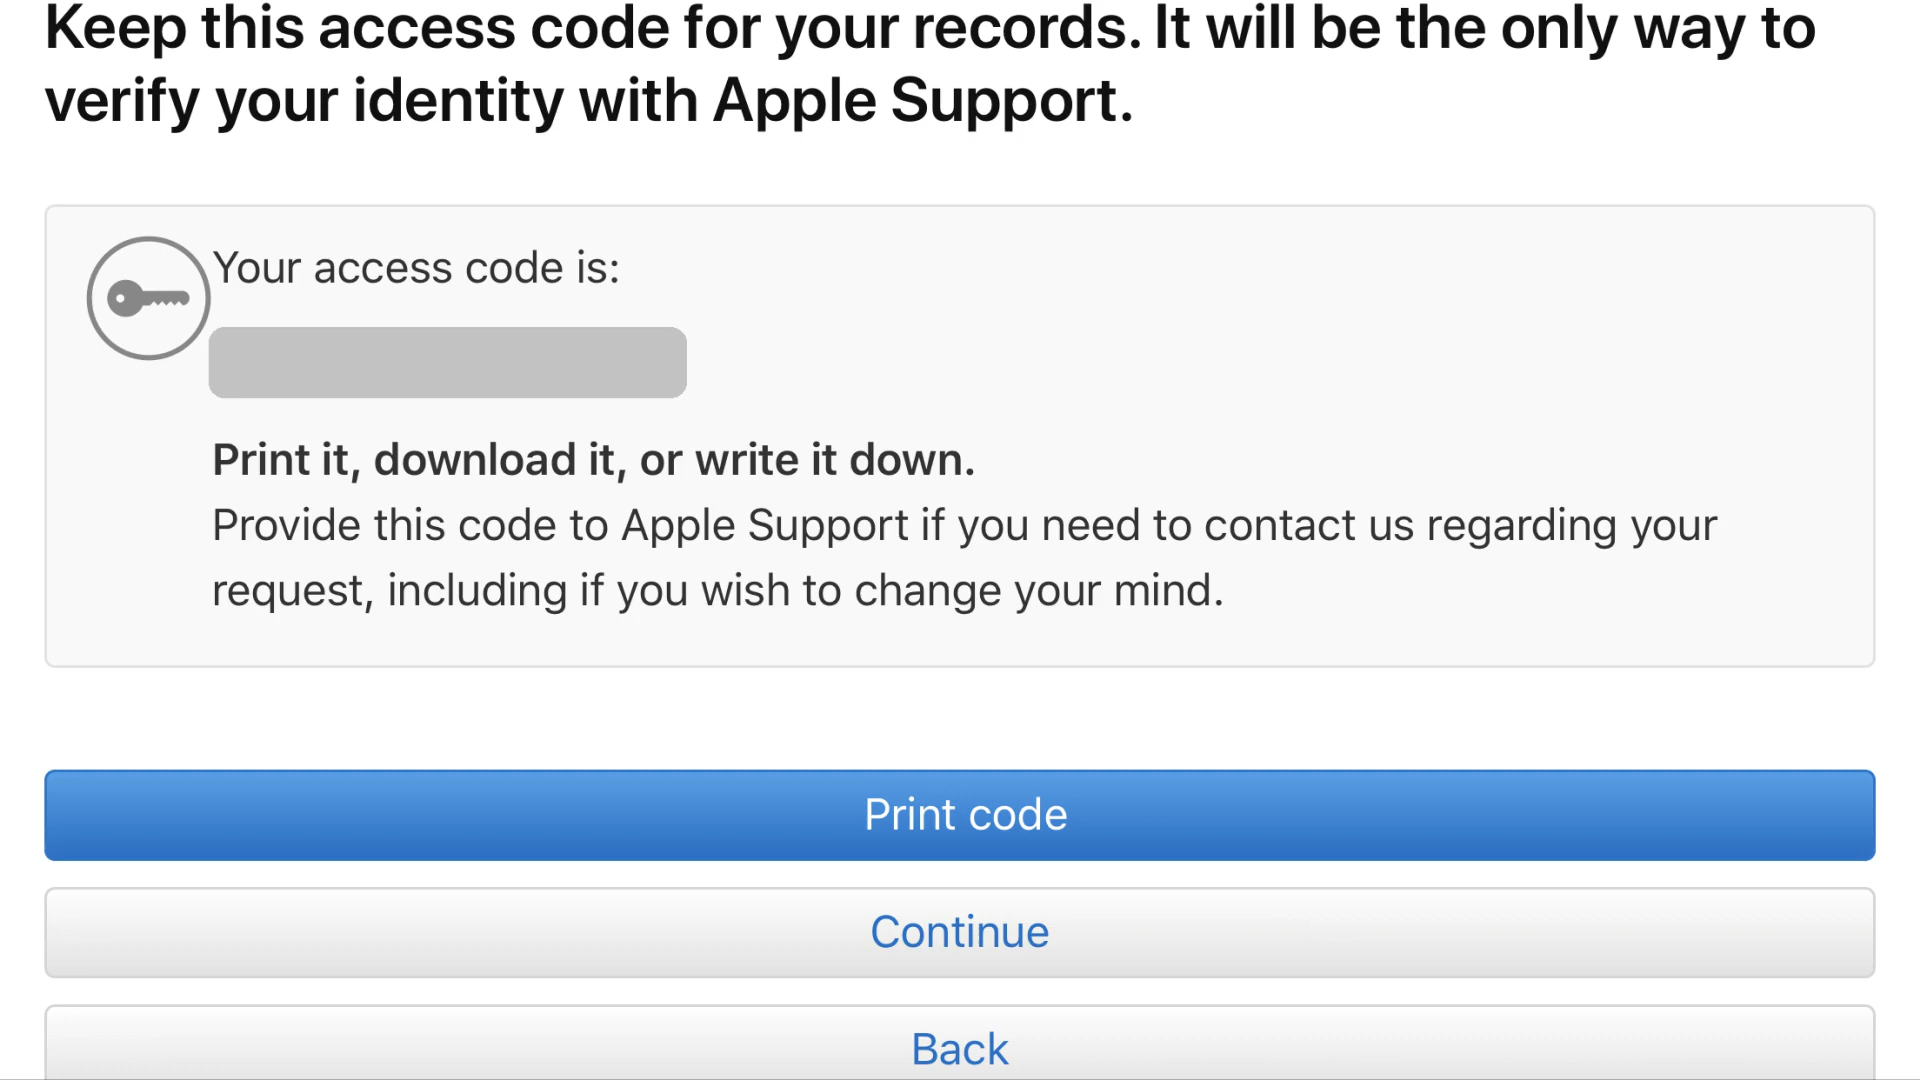 Keep this access code for your records. It will be the only way to
verify your identity with Apple Support.
Your access code is:
Print it, download it, or write it down.
Provide this code to Apple Support if you need to contact us regarding your
request, including if you wish to change your mind.
Print code
Continue
Back